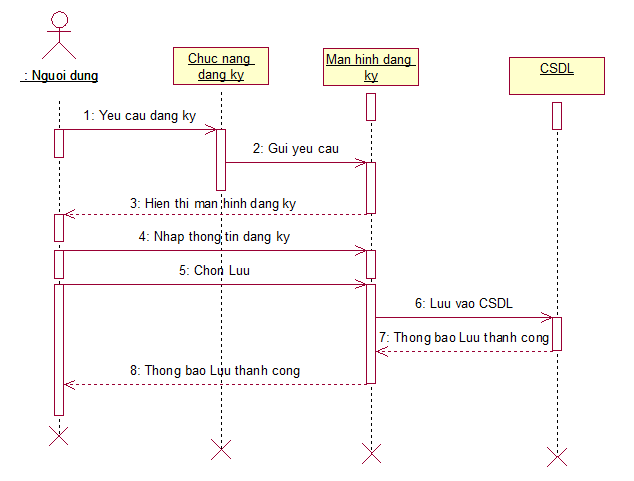 : Nguoi dung
Chuc nang
dang ky
Man hinh dang
ky
CSDL
1: Yeu cau dang ky
2: Gui yeu cau
3: Hien thi man hinh dang ky
4: Nhap thong tin dang ky
5: Chon Luu
6: Luu vao CSDL
7: Thong bao Luu thanh cong
8: Thong bao Luu thanh cong